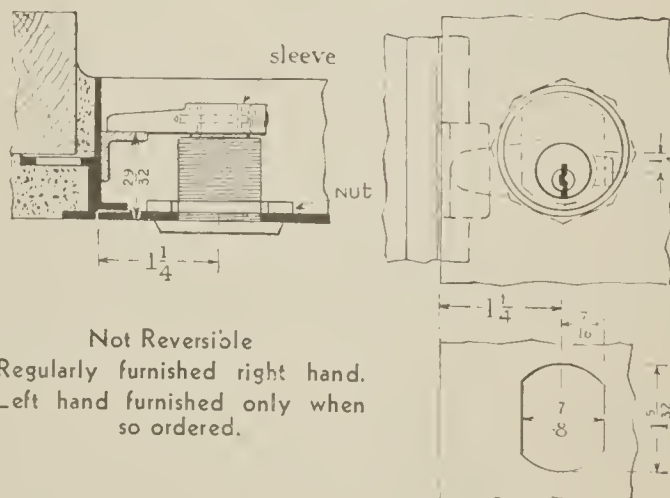 sleeve
29
32
NUT
1 1/4
Not Reversible
Regularly furnished right hand.
Left hand furnished only when
so ordered.
1 1/4
7
16
7
8
1 5/32